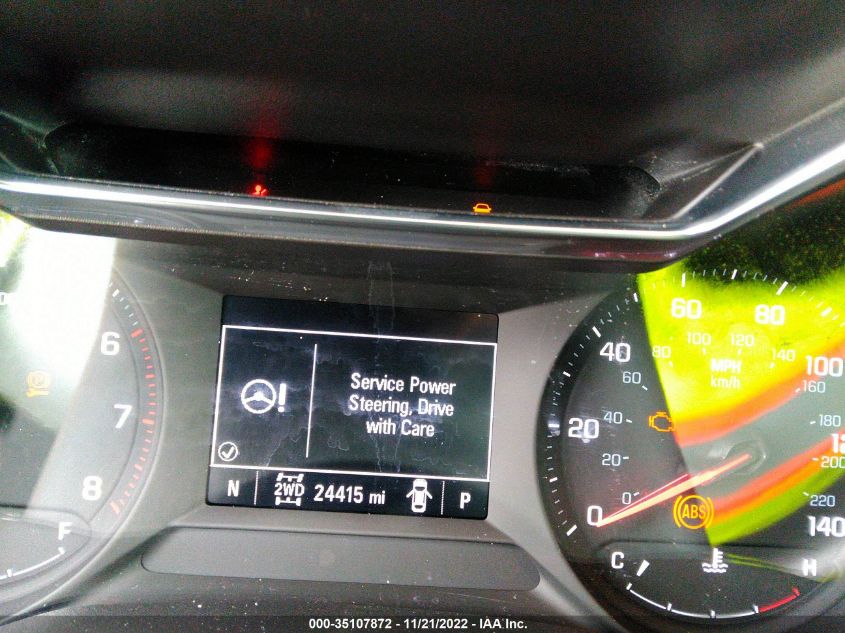 60 80
100 120
40 80 MPH 140 100
6 km/h
60 160
Service Power
Steering, Drive
with Care
7 20 40 180
20 200
8 N 2WD 24415 mi P 0 0 ABS 220
140
F C H
000-35107872 - 11/21/2022 - IAA Inc.